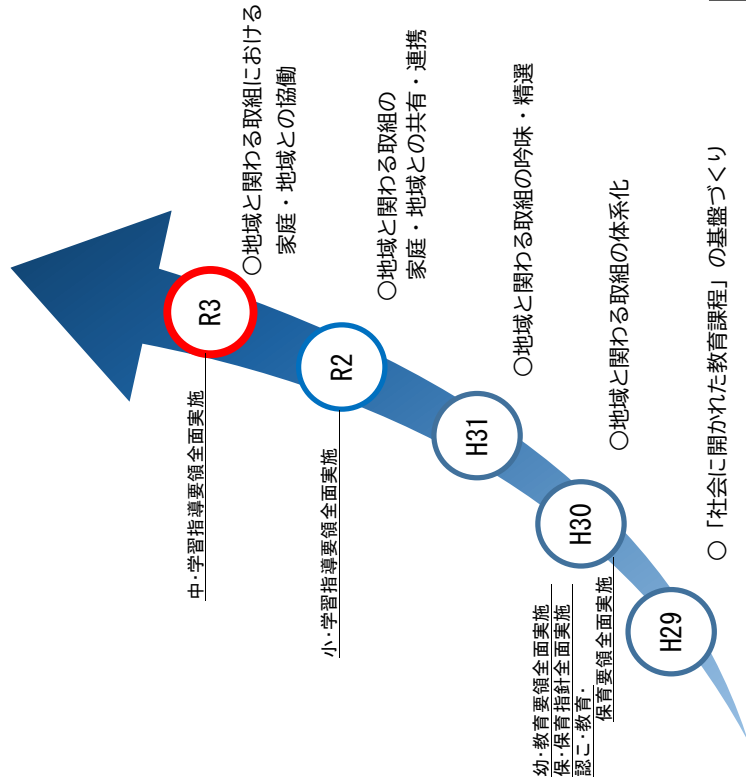 ○「社会に開かれた教育課程」の基盤づくり
○地域と関わる取組の体系化
○地域と関わる取組の吟味・精選
○地域と関わる取組の
家庭・地域との共有・連携
○地域と関わる取組における
家庭・地域との協働
H29
H30
H31
R2
R3
幼・教育要領全面実施
保・保育指針全面実施
認こ・教育・
保育要領全面実施
小・学習指導要領全面実施
中・学習指導要領全面実施